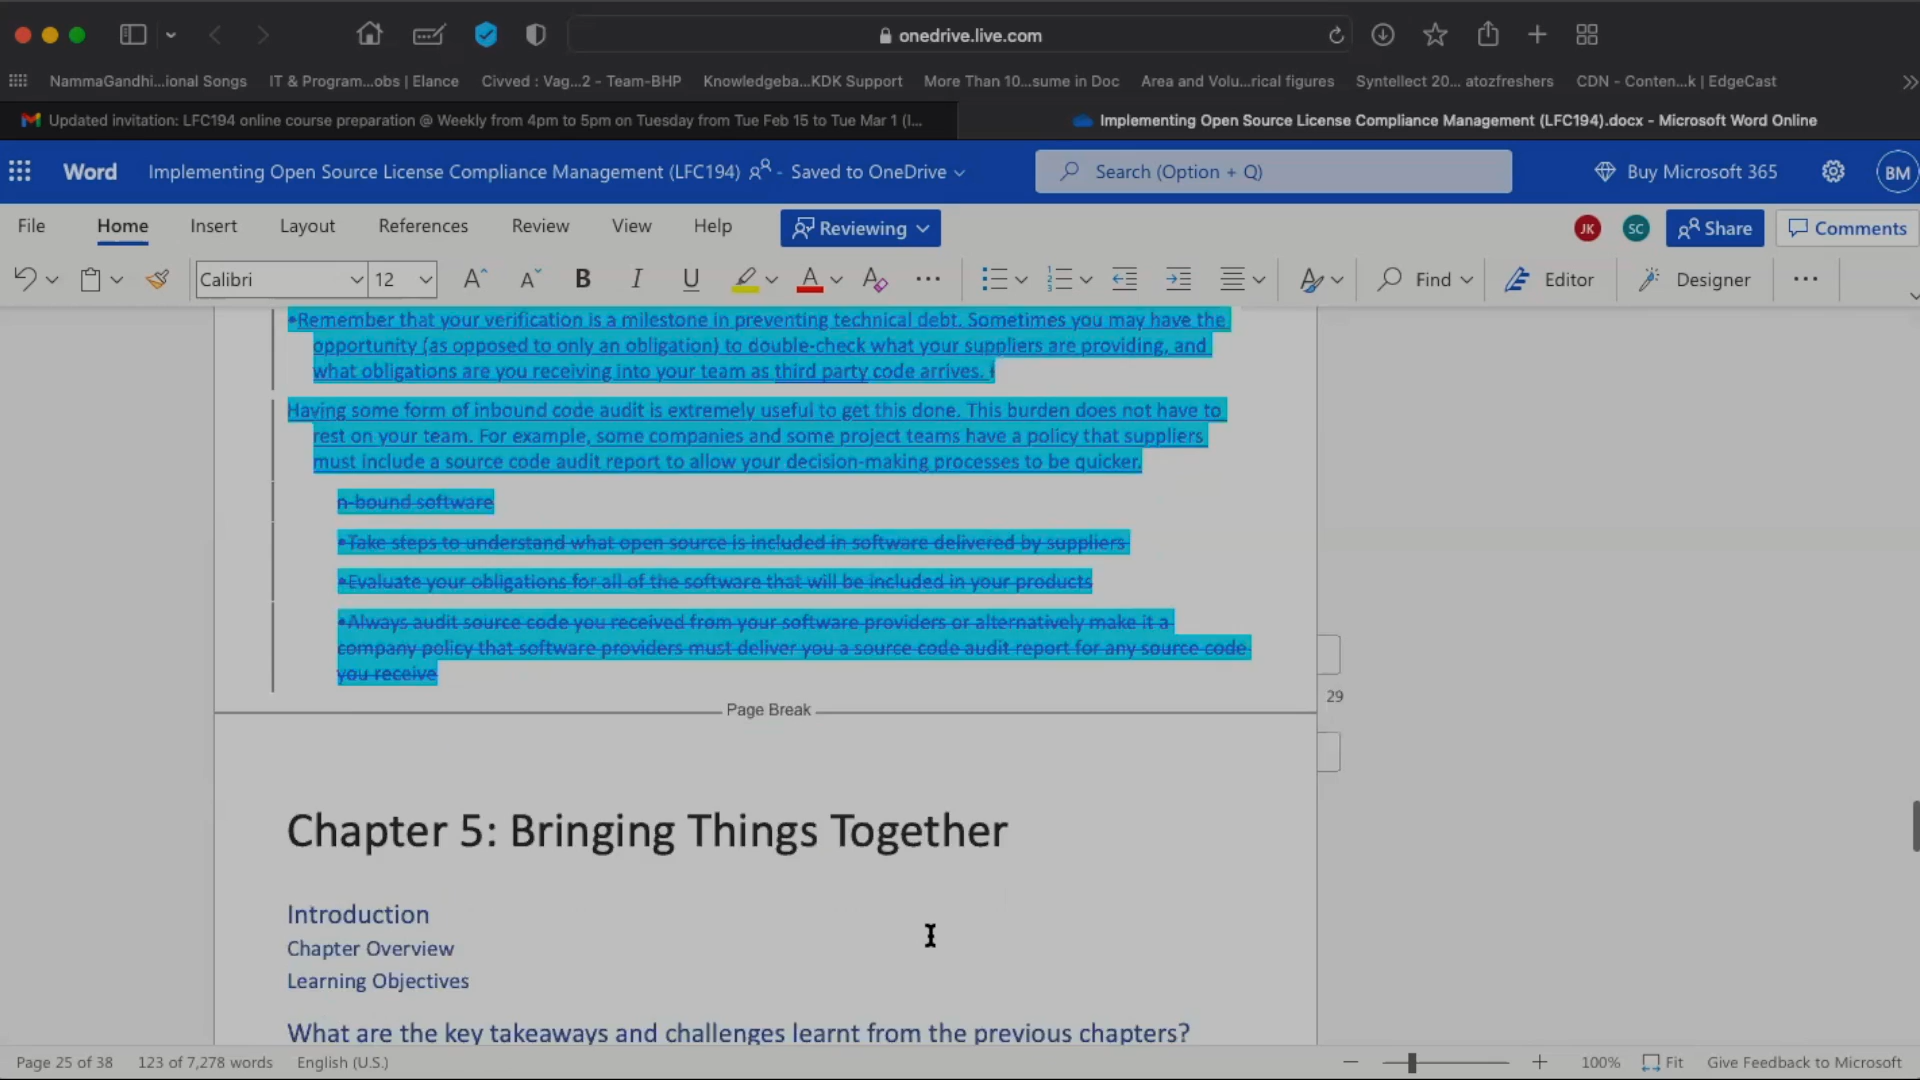 onedrive.live.com
NammaGandhi...ional Songs IT & Program...obs | Elance Civved : Vag...2 - Team-BHP Knowledgeba...KDK Support More Than 10...sume in Doc Area and Volu...rical figures Syntellect 20... atozfreshers CDN - Conten...k | EdgeCast
Updated invitation: LFC194 online course preparation @ Weekly from 4pm to 5pm on Tuesday from Tue Feb 15 to Tue Mar 1 (I...
Implementing Open Source License Compliance Management (LFC194).docx - Microsoft Word Online
Word Implementing Open Source License Compliance Management (LFC194) - Saved to OneDrive Search (Option + Q) Buy Microsoft 365 BM
File Home Insert Layout References Review View Help Reviewing JK SC Share Comments
Calibri 12 A A B I U A A ... Find Editor Designer ...
•Remember that your verification is a milestone in preventing technical debt. Sometimes you may have the
opportunity (as opposed to only an obligation) to double-check what your suppliers are providing, and
what obligations are you receiving into your team as third party code arrives.
Having some form of inbound code audit is extremely useful to get this done. This burden does not have to
rest on your team. For example, some companies and some project teams have a policy that suppliers
must include a source code audit report to allow your decision-making processes to be quicker.
n-bound software
•Take steps to understand what open source is included in software delivered by suppliers
•Evaluate your obligations for all of the software that will be included in your products
•Always audit source code you received from your software providers or alternatively make it a
company policy that software providers must deliver you a source code audit report for any source code
you receive
29
Page Break
Chapter 5: Bringing Things Together
Introduction
Chapter Overview
Learning Objectives
What are the key takeaways and challenges learnt from the previous chapters?
Page 25 of 38 123 of 7,278 words English (U.S.) 100% Fit Give Feedback to Microsoft